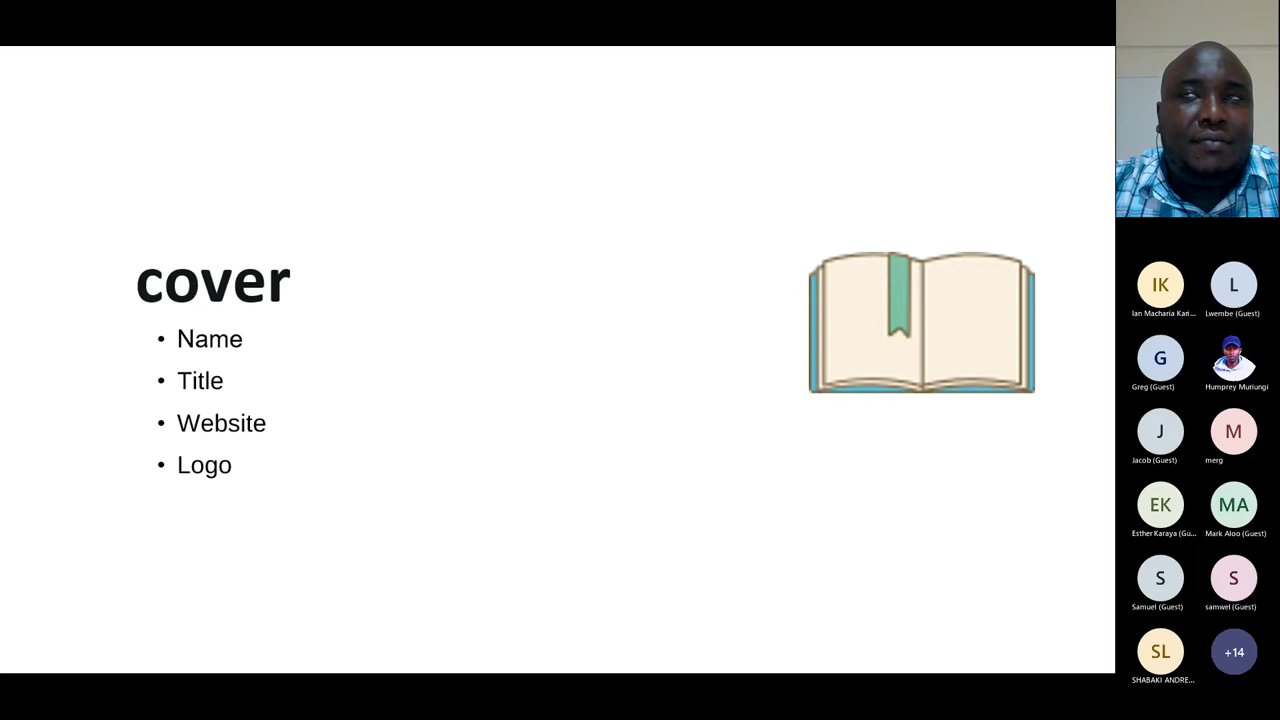 cover
• Name
• Title
• Website
• Logo
IK
Ian Macharia Kari...
L
Lwembe (Guest)
G
Greg (Guest)
Humprey Muriungi
J
Jacob (Guest)
M
merg
EK
Esther Karaya (Gu...
MA
Mark Aloo (Guest)
S
Samuel (Guest)
S
samwel (Guest)
SL
SHABAKI ANDRE...
+14